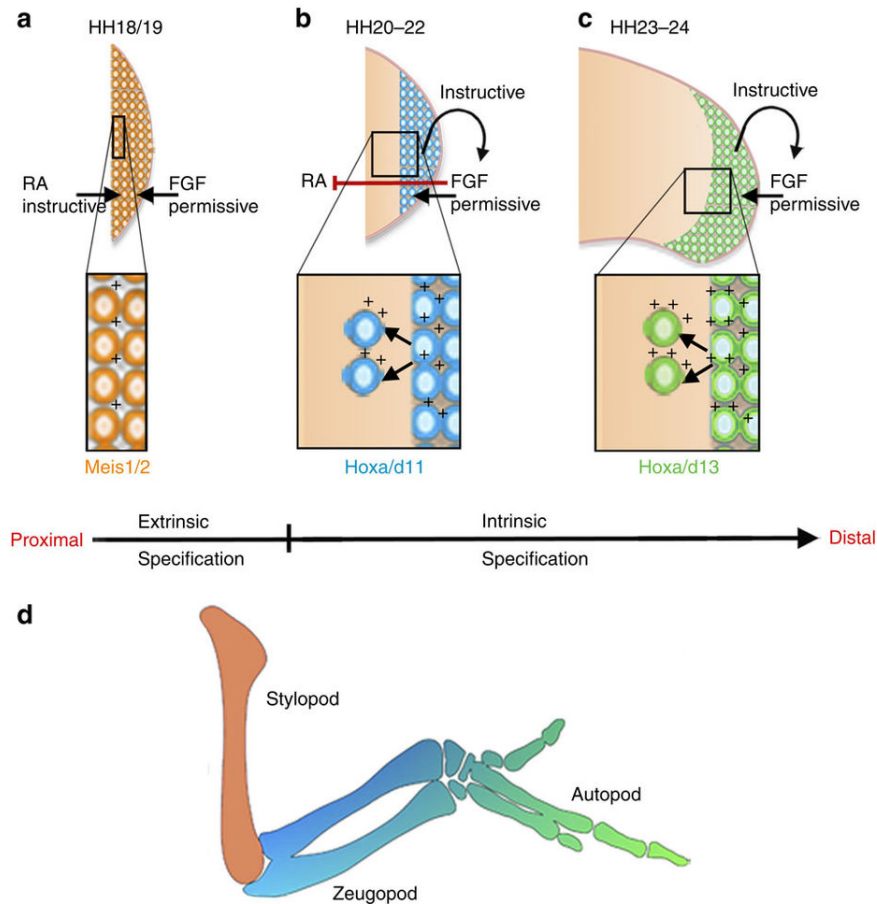 a
HH18/19
RA
instructive
FGF
permissive
+
+
+
+
Meis1/2
b
HH20–22
Instructive
RA
FGF
permissive
+ +
+ +
+ +
+
+ +
+
Hoxa/d11
c
HH23–24
Instructive
FGF
permissive
+ + + +
+ + +
+ + + +
+ + +
+ +
+
Hoxa/d13
Proximal
Extrinsic
Specification
Intrinsic
Specification
Distal
d
Stylopod
Zeugopod
Autopod